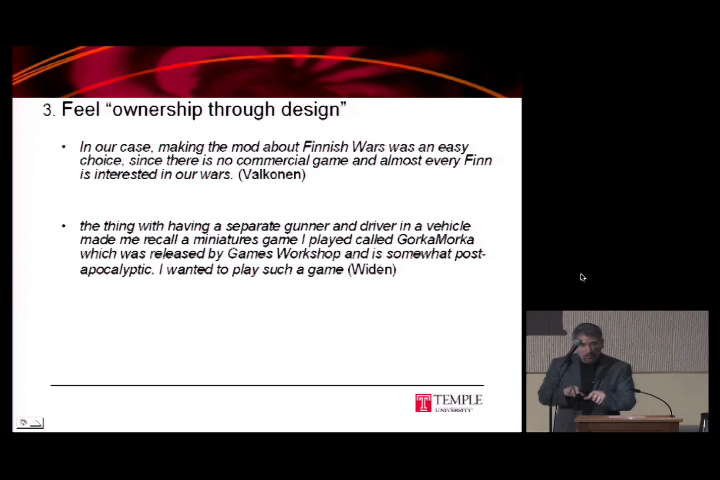 3. Feel “ownership through design”
• In our case, making the mod about Finnish Wars was an easy
choice, since there is no commercial game and almost every Finn
is interested in our wars. (Valkonen)
• the thing with having a separate gunner and driver in a vehicle
made me recall a miniatures game I played called GorkaMorka
which was released by Games Workshop and is somewhat post-
apocalyptic. I wanted to play such a game (Widen)
TEMPLE
UNIVERSITY